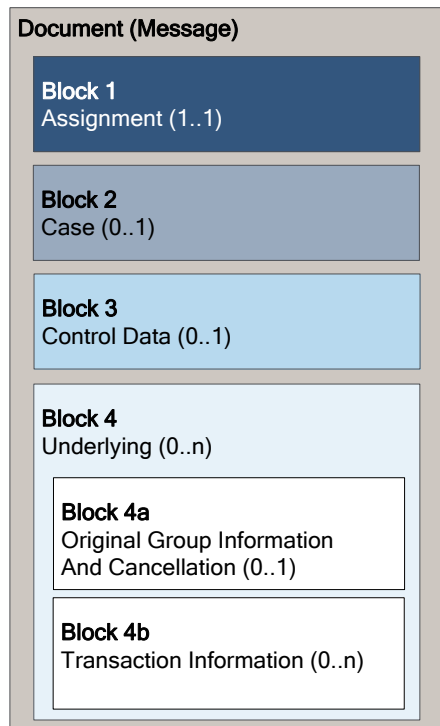 Document (Message)
Block 1
Assignment (1..1)
Block 2
Case (0..1)
Block 3
Control Data (0..1)
Block 4
Underlying (0..n)
Block 4a
Original Group Information
And Cancellation (0..1)
Block 4b
Transaction Information (0..n)